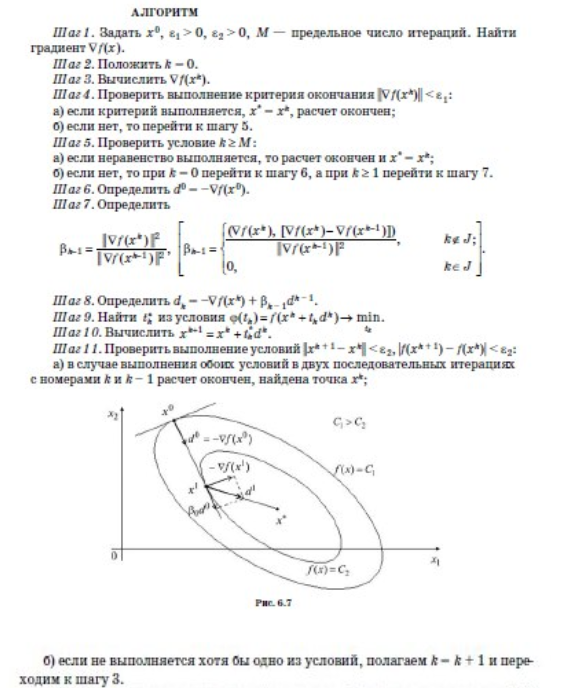 АЛГОРИТМ
Шаг 1. Задать x⁰, ε₁ > 0, ε₂ > 0, M — предельное число итераций. Найти
градиент ∇f(x).
Шаг 2. Положить k = 0.
Шаг 3. Вычислить ∇f(xᵏ).
Шаг 4. Проверить выполнение критерия окончания ‖∇f(xᵏ)‖ < ε₁:
а) если критерий выполняется, x* = xᵏ, расчет окончен;
б) если нет, то перейти к шагу 5.
Шаг 5. Проверить условие k ≥ M:
а) если неравенство выполняется, то расчет окончен и x* = xᵏ;
б) если нет, то при k = 0 перейти к шагу 6, а при k ≥ 1 перейти к шагу 7.
Шаг 6. Определить d⁰ = −∇f(x⁰).
Шаг 7. Определить
βₖ₋₁ = ‖∇f(xᵏ)‖² / ‖∇f(xᵏ⁻¹)‖², [βₖ₋₁ = { (∇f(xᵏ), [∇f(xᵏ) − ∇f(xᵏ⁻¹)]) / ‖∇f(xᵏ⁻¹)‖², k ∉ J; 0, k ∈ J ].
Шаг 8. Определить dₖ = −∇f(xᵏ) + βₖ₋₁dᵏ⁻¹.
Шаг 9. Найти tₖ* из условия φ(tₖ) = f(xᵏ + tₖdᵏ) → min.
tₖ
Шаг 10. Вычислить xᵏ⁺¹ = xᵏ + tₖ*dᵏ.
Шаг 11. Проверить выполнение условий ‖xᵏ⁺¹ − xᵏ‖ < ε₂, |f(xᵏ⁺¹) − f(xᵏ)| < ε₂:
а) в случае выполнения обоих условий в двух последовательных итерациях
с номерами k и k − 1 расчет окончен, найдена точка xᵏ;
x₂
x⁰
C₁ > C₂
d⁰ = −∇f(x⁰)
−∇f(x¹)
f(x) = C₁
x¹
d¹
β₀d⁰
x*
0
x₁
f(x) = C₂
Рис. 6.7
б) если не выполняется хотя бы одно из условий, полагаем k = k + 1 и пере-
ходим к шагу 3.